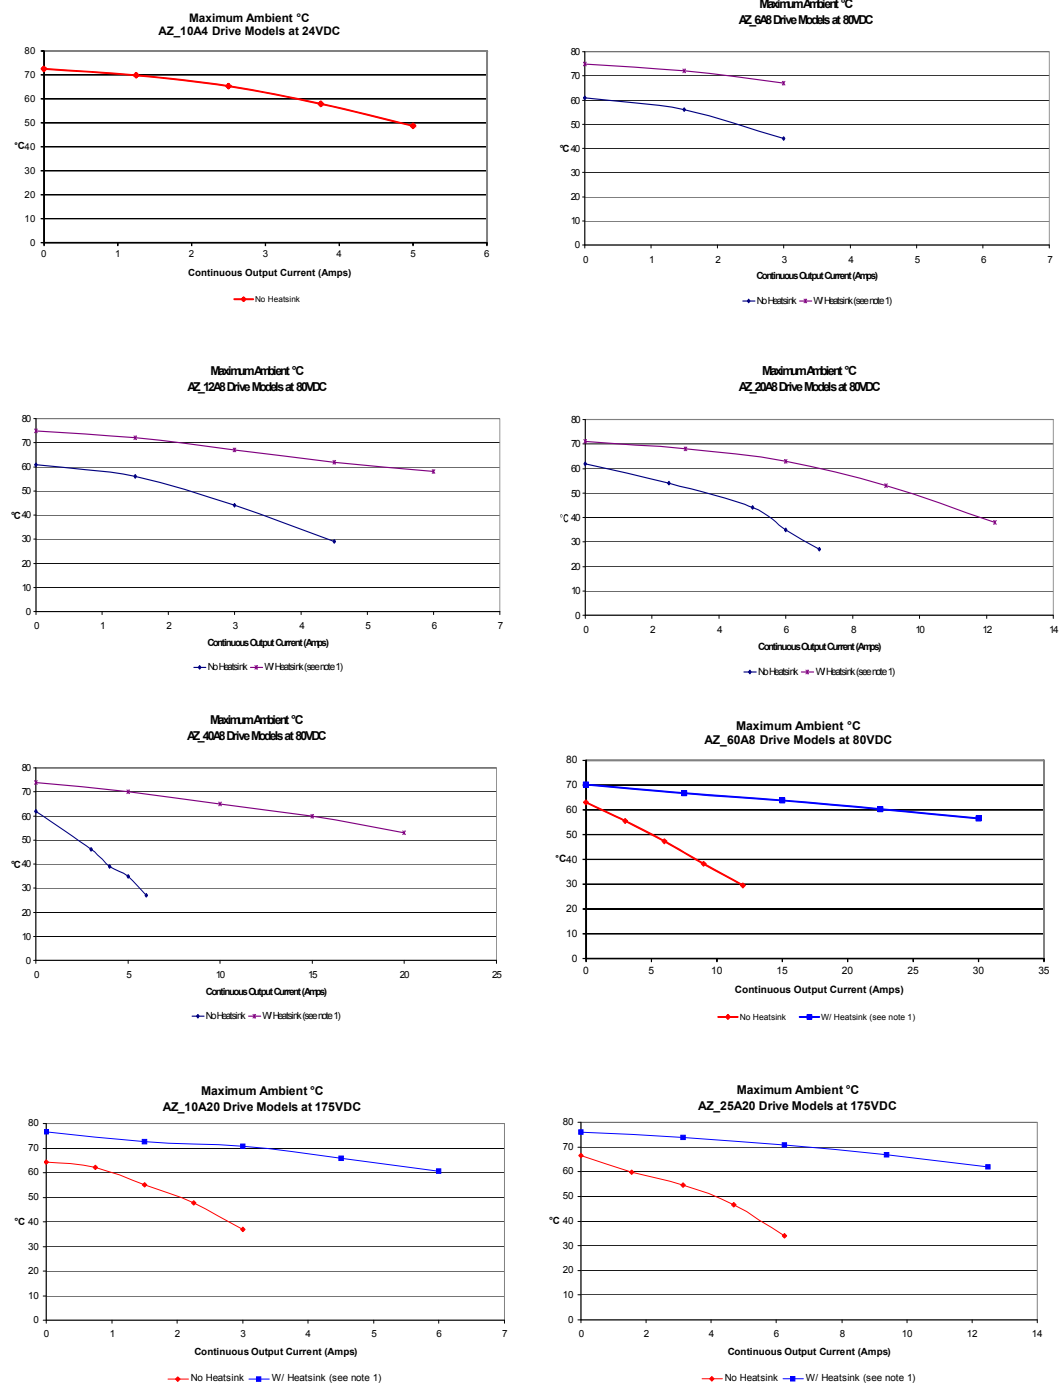 Maximum Ambient °C
AZ_10A4 Drive Models at 24VDC
80
70
60
50
°C 40
30
20
10
0
0 1 2 3 4 5 6
Continuous Output Current (Amps)
No Heatsink
Maximum Ambient °C
AZ_6A8 Drive Models at 80VDC
80
70
60
50
°C 40
30
20
10
0
0 1 2 3 4 5 6 7
Continuous Output Current (Amps)
No Heatsink W/ Heatsink (see note 1)
Maximum Ambient °C
AZ_12A8 Drive Models at 80VDC
80
70
60
50
°C 40
30
20
10
0
0 1 2 3 4 5 6 7
Continuous Output Current (Amps)
No Heatsink W/ Heatsink (see note 1)
Maximum Ambient °C
AZ_20A8 Drive Models at 80VDC
80
70
60
50
°C 40
30
20
10
0
0 2 4 6 8 10 12 14
Continuous Output Current (Amps)
No Heatsink W/ Heatsink (see note 1)
Maximum Ambient °C
AZ_40A8 Drive Models at 80VDC
80
70
60
50
°C 40
30
20
10
0
0 5 10 15 20 25
Continuous Output Current (Amps)
No Heatsink W/ Heatsink (see note 1)
Maximum Ambient °C
AZ_60A8 Drive Models at 80VDC
80
70
60
50
°C 40
30
20
10
0
0 5 10 15 20 25 30 35
Continuous Output Current (Amps)
No Heatsink W/ Heatsink (see note 1)
Maximum Ambient °C
AZ_10A20 Drive Models at 175VDC
80
70
60
50
°C 40
30
20
10
0
0 1 2 3 4 5 6 7
Continuous Output Current (Amps)
No Heatsink W/ Heatsink (see note 1)
Maximum Ambient °C
AZ_25A20 Drive Models at 175VDC
80
70
60
50
°C 40
30
20
10
0
0 2 4 6 8 10 12 14
Continuous Output Current (Amps)
No Heatsink W/ Heatsink (see note 1)